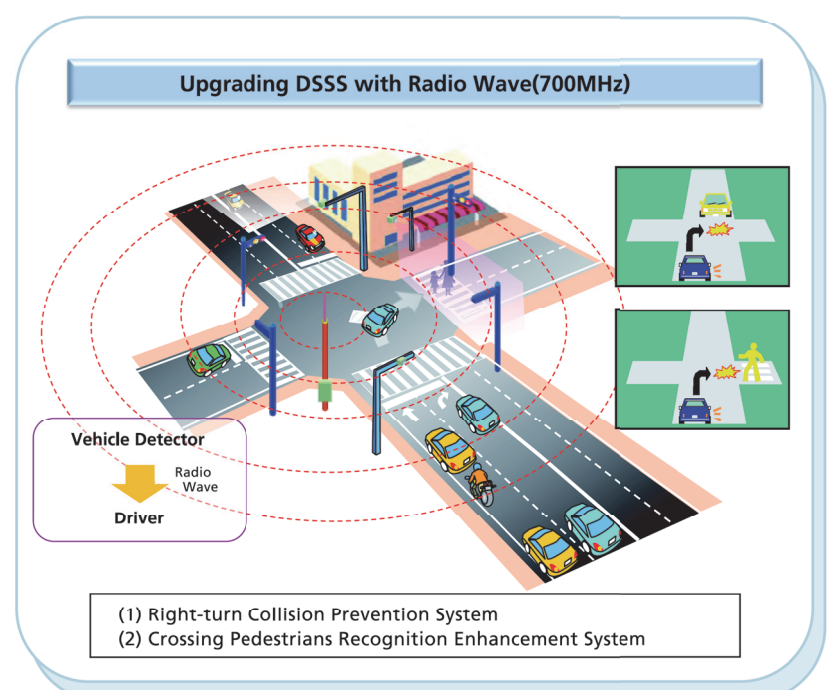 Upgrading DSSS with Radio Wave(700MHz)
Vehicle Detector
Radio
Wave
Driver
(1) Right-turn Collision Prevention System
(2) Crossing Pedestrians Recognition Enhancement System